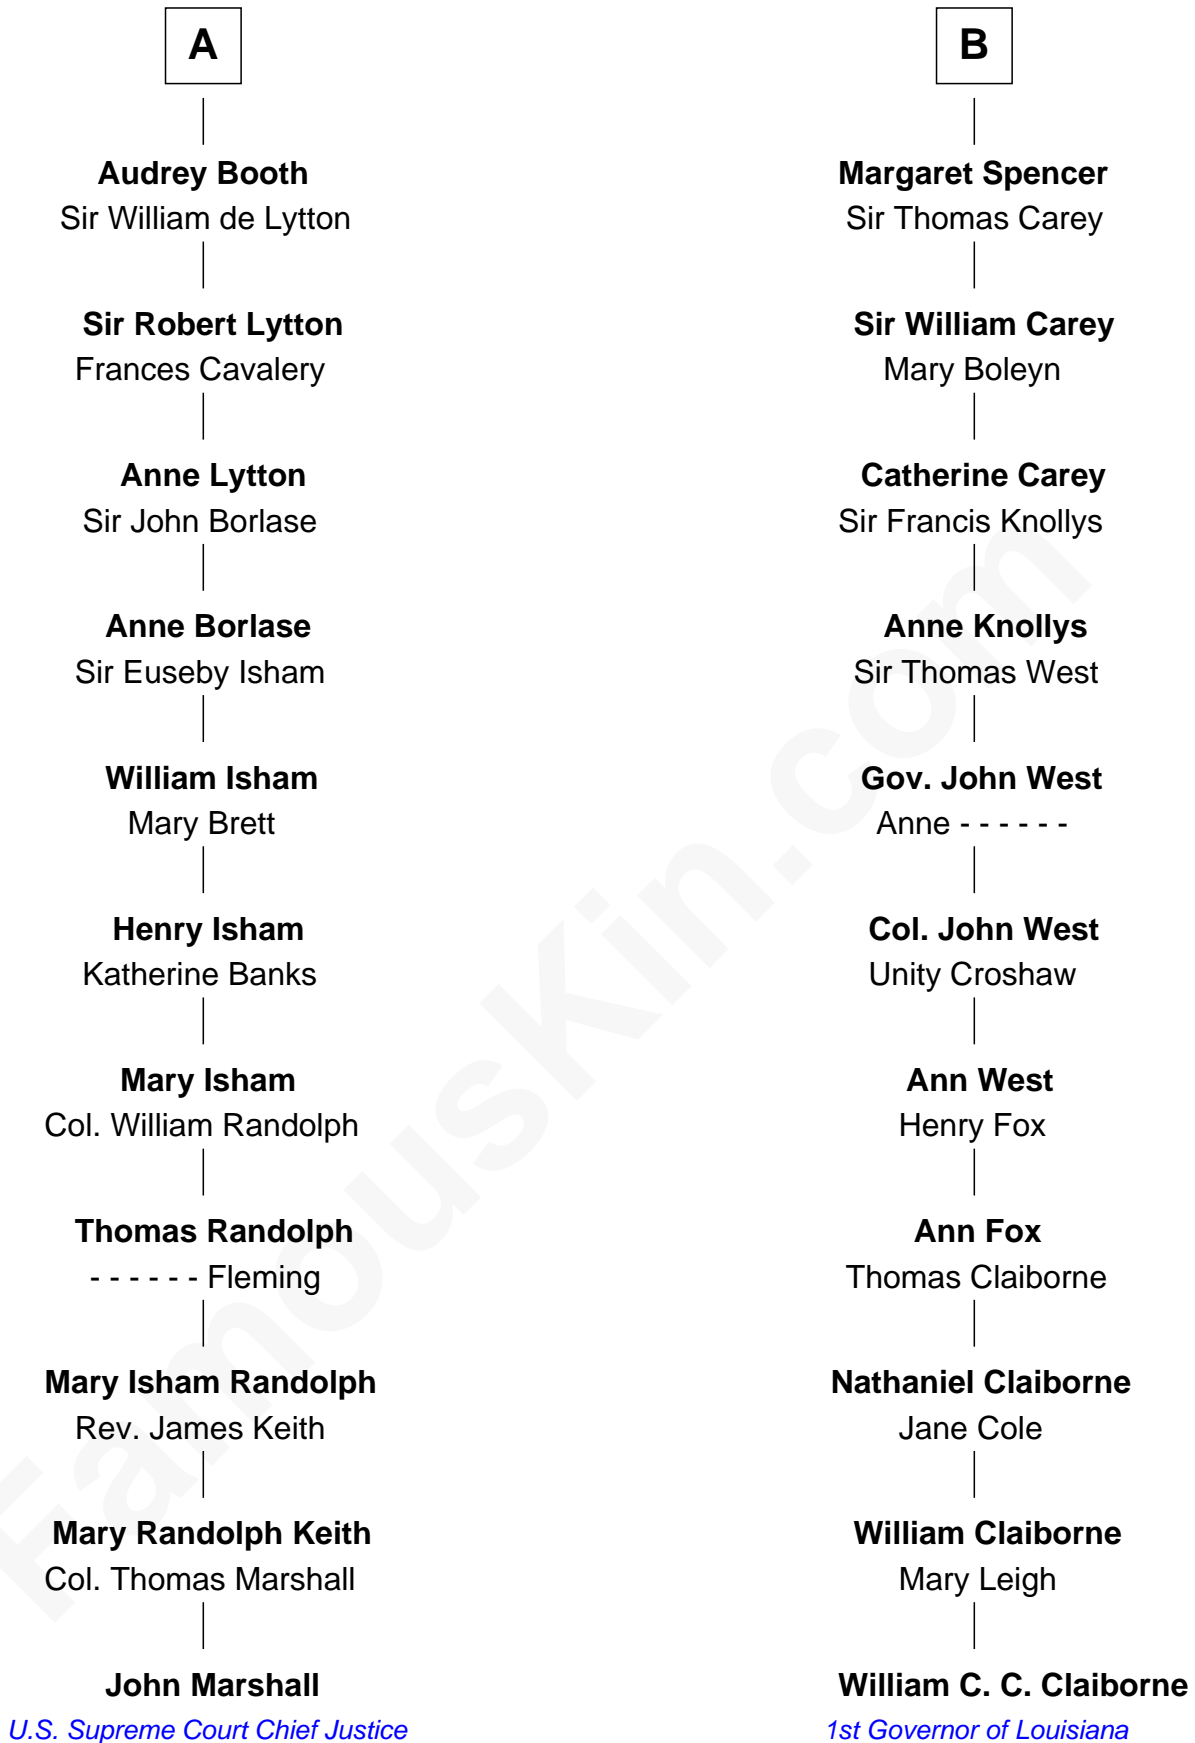 A
Audrey Booth
Sir William de Lytton
Sir Robert Lytton
Frances Cavalery
Anne Lytton
Sir John Borlase
Anne Borlase
Sir Euseby Isham
William Isham
Mary Brett
Henry Isham
Katherine Banks
Mary Isham
Col. William Randolph
Thomas Randolph
- - - - - - Fleming
Mary Isham Randolph
Rev. James Keith
Mary Randolph Keith
Col. Thomas Marshall
John Marshall
U.S. Supreme Court Chief Justice
B
Margaret Spencer
Sir Thomas Carey
Sir William Carey
Mary Boleyn
Catherine Carey
Sir Francis Knollys
Anne Knollys
Sir Thomas West
Gov. John West
Anne - - - - - -
Col. John West
Unity Croshaw
Ann West
Henry Fox
Ann Fox
Thomas Claiborne
Nathaniel Claiborne
Jane Cole
William Claiborne
Mary Leigh
William C. C. Claiborne
1st Governor of Louisiana
FamousKin.com